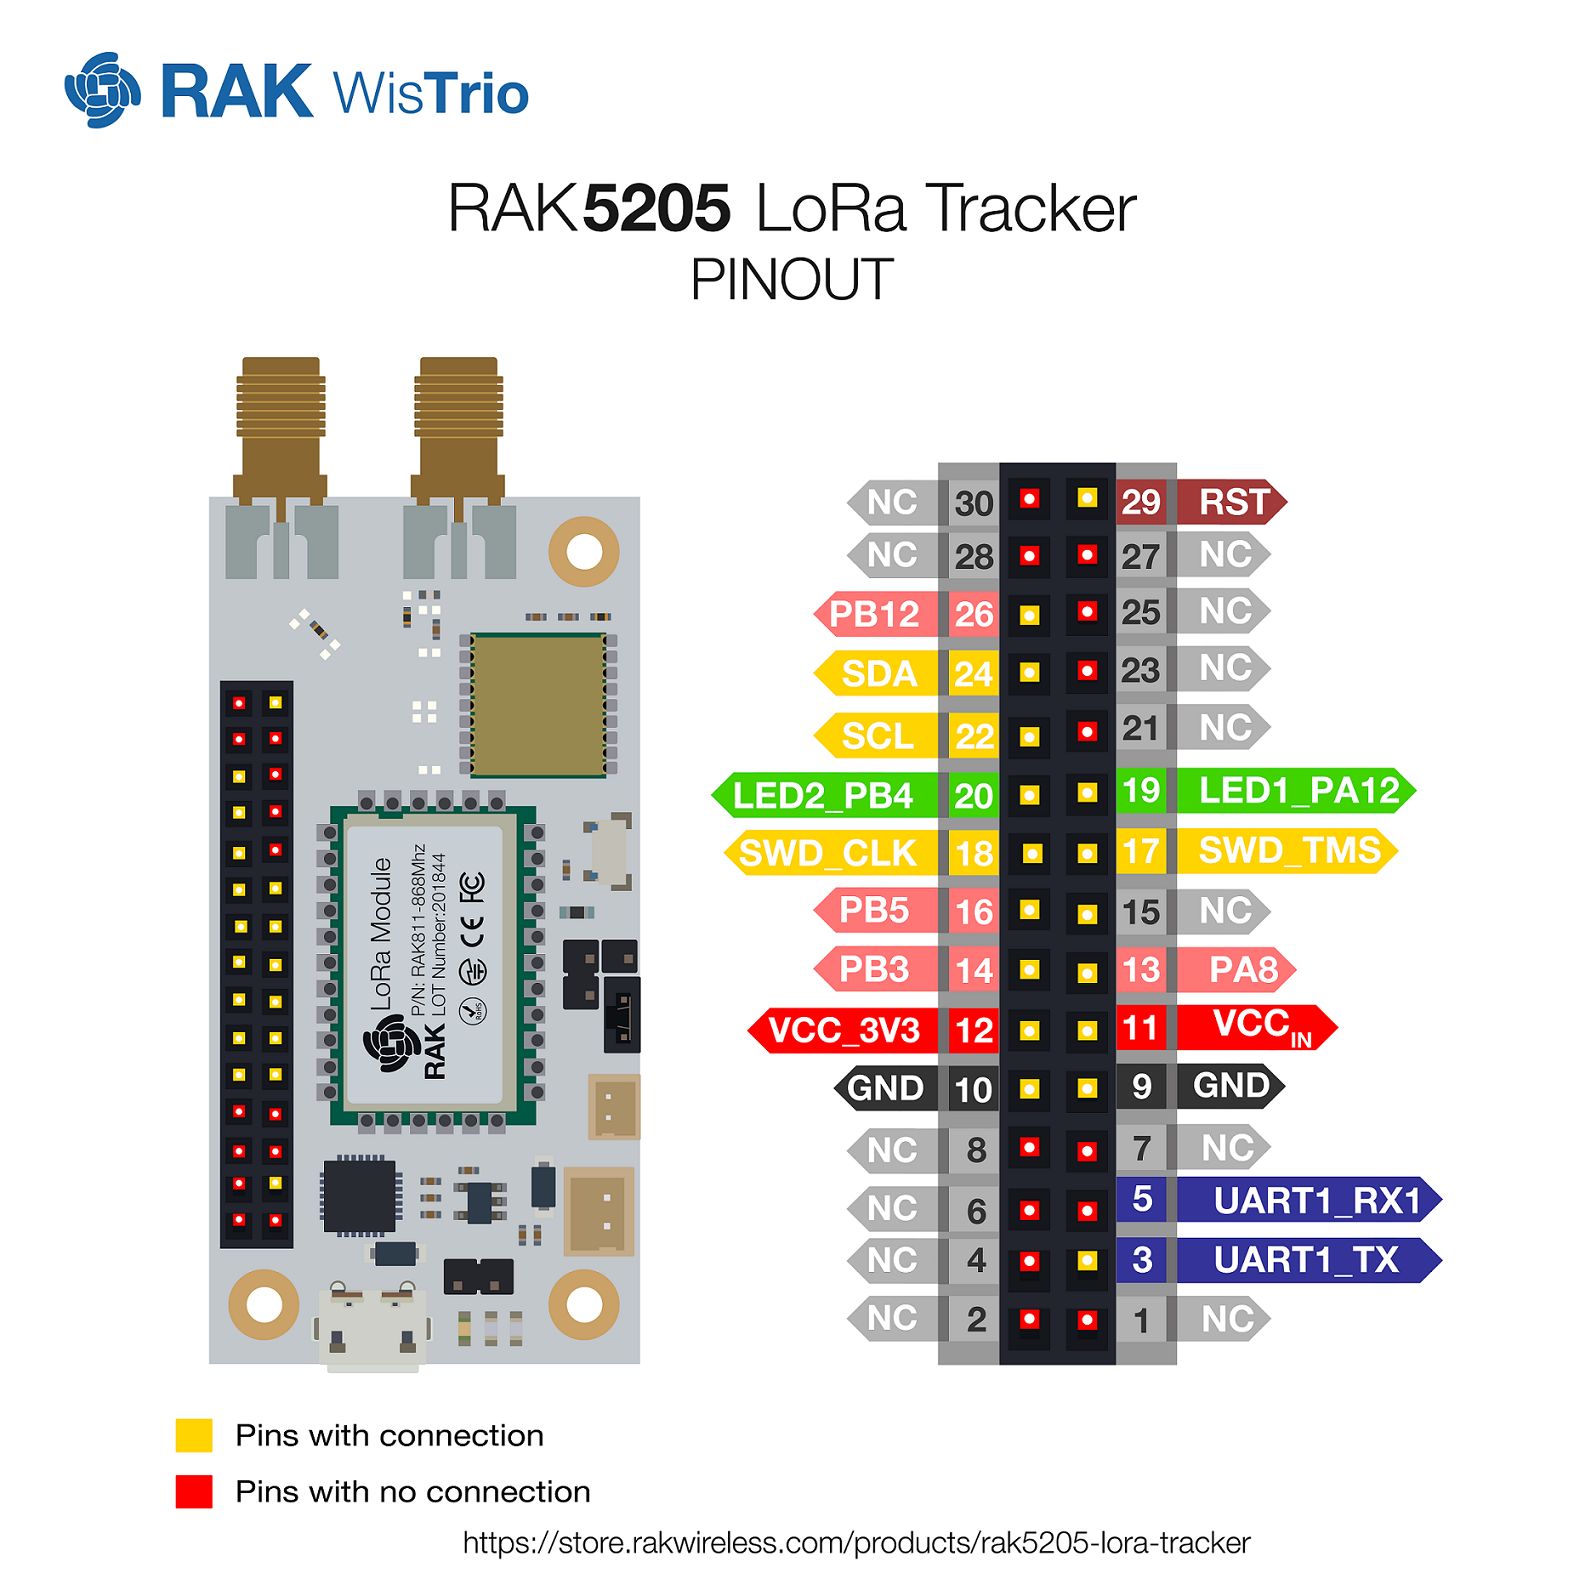 RAK WisTrio
RAK5205 LoRa Tracker
PINOUT
LoRa Module
P/N: RAK811-868Mhz
LOT Number:201844
RAK
RoHS
CE FC
NC 30 29 RST
NC 28 27 NC
PB12 26 25 NC
SDA 24 23 NC
SCL 22 21 NC
LED2_PB4 20 19 LED1_PA12
SWD_CLK 18 17 SWD_TMS
PB5 16 15 NC
PB3 14 13 PA8
VCC_3V3 12 11 VCCIN
GND 10 9 GND
NC 8 7 NC
NC 6 5 UART1_RX1
NC 4 3 UART1_TX
NC 2 1 NC
Pins with connection
Pins with no connection
https://store.rakwireless.com/products/rak5205-lora-tracker